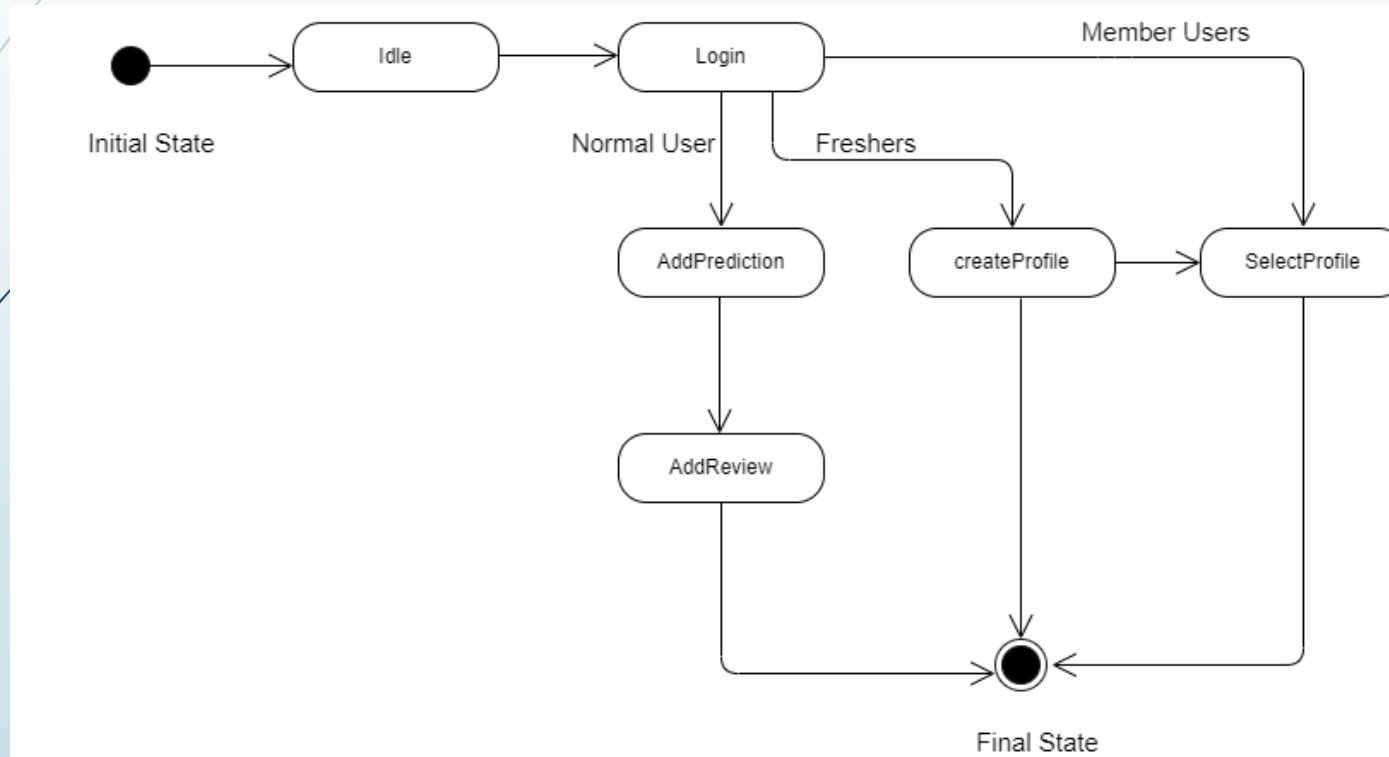 Member Users
Idle
Login
Initial State
Normal User
Freshers
AddPrediction
createProfile
SelectProfile
AddReview
Final State